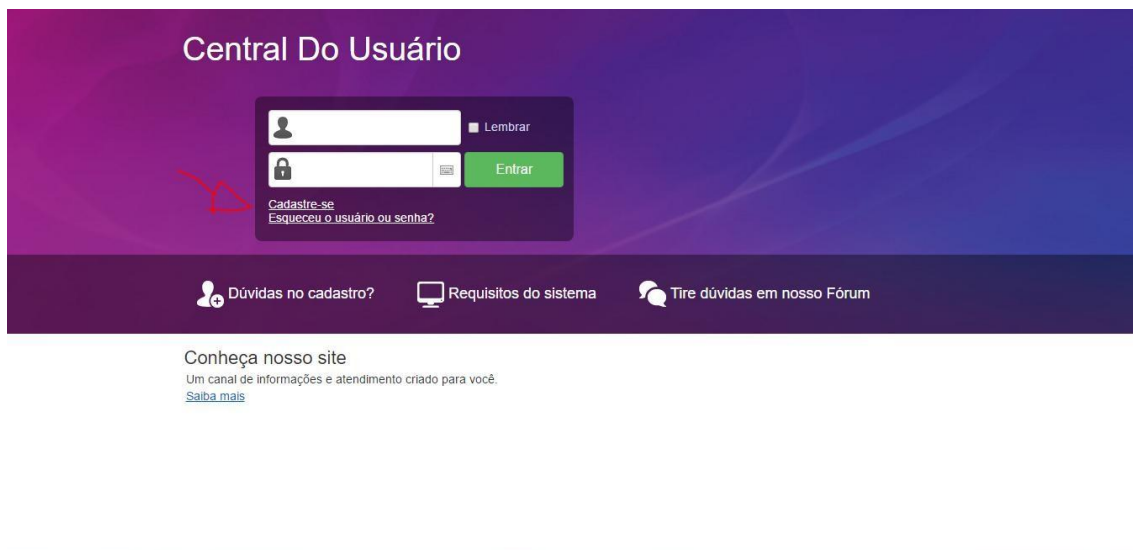 Central Do Usuário
Lembrar
Entrar
Cadastre-se
Esqueceu o usuário ou senha?
Dúvidas no cadastro? Requisitos do sistema Tire dúvidas em nosso Fórum
Conheça nosso site
Um canal de informações e atendimento criado para você.
Saiba mais